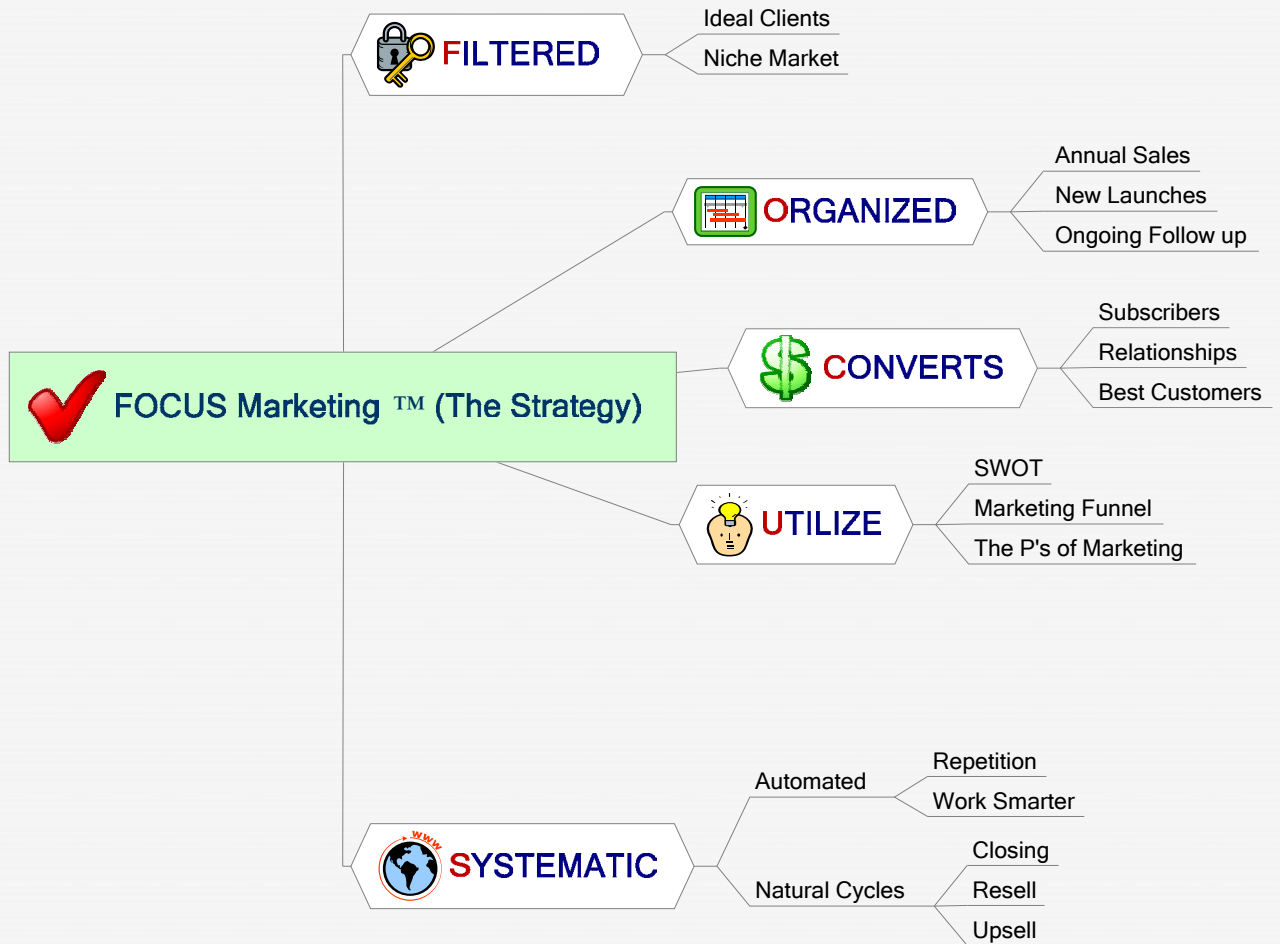 FILTERED
Ideal Clients
Niche Market
ORGANIZED
Annual Sales
New Launches
Ongoing Follow up
FOCUS Marketing ™ (The Strategy)
CONVERTS
Subscribers
Relationships
Best Customers
UTILIZE
SWOT
Marketing Funnel
The P's of Marketing
www
SYSTEMATIC
Automated
Repetition
Work Smarter
Natural Cycles
Closing
Resell
Upsell